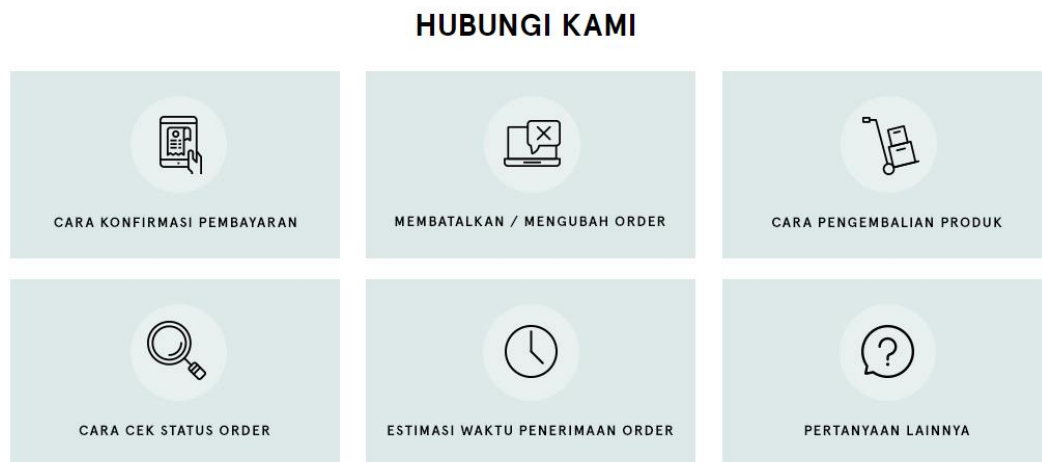 HUBUNGI KAMI
CARA KONFIRMASI PEMBAYARAN
MEMBATALKAN / MENGUBAH ORDER
CARA PENGEMBALIAN PRODUK
CARA CEK STATUS ORDER
ESTIMASI WAKTU PENERIMAAN ORDER
PERTANYAAN LAINNYA